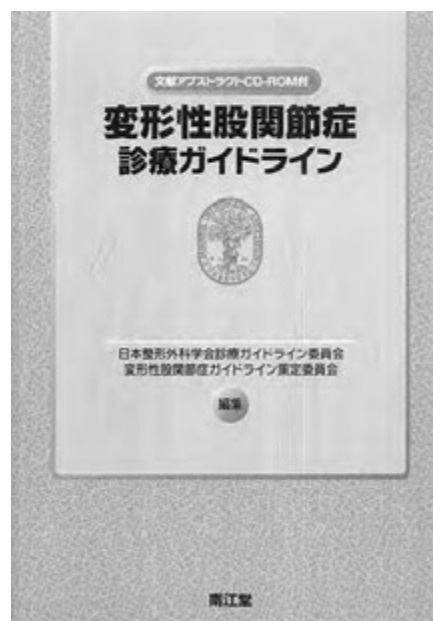 文献アブストラクトCD-ROM付
変形性股関節症
診療ガイドライン
日本整形外科学会診療ガイドライン委員会
変形性股関節症ガイドライン策定委員会
編集
南江堂